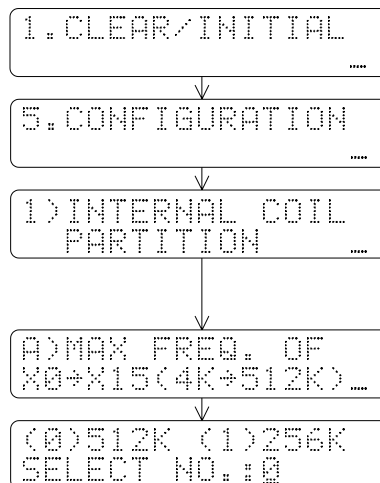 1.CLEAR/INITIAL
.....
5.CONFIGURATION
.....
1)INTERNAL COIL
PARTITION .....
A)MAX FREQ. OF
X0→X15(4K→512K).....
(0)512K (1)256K
SELECT NO.:0